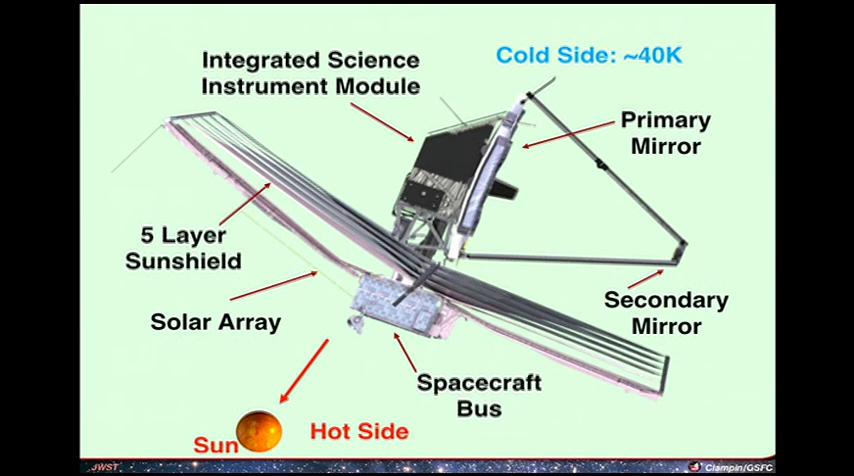 Integrated Science
Instrument Module
Cold Side: ~40K
Primary
Mirror
5 Layer
Sunshield
Solar Array
Secondary
Mirror
Spacecraft
Bus
Sun
Hot Side
JWST
Clampin/GSFC